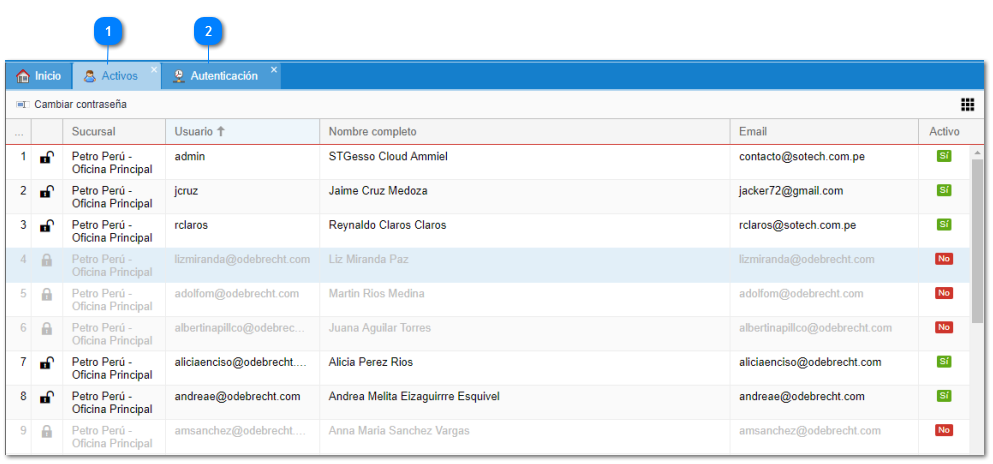 1 2
Inicio Activos × Autenticación ×
Cambiar contraseña
... Sucursal Usuario ↑ Nombre completo Email Activo
1 Petro Perú - admin STGesso Cloud Ammiel contacto@sotech.com.pe Sí
Oficina Principal
2 Petro Perú - jcruz Jaime Cruz Medoza jacker72@gmail.com Sí
Oficina Principal
3 Petro Perú - rclaros Reynaldo Claros Claros rclaros@sotech.com.pe Sí
Oficina Principal
4 Petro Perú - lizmiranda@odebrecht.com Liz Miranda Paz lizmiranda@odebrecht.com No
Oficina Principal
5 Petro Perú - adolfom@odebrecht.com Martin Rios Medina adolfom@odebrecht.com No
Oficina Principal
6 Petro Perú - albertinapillco@odebrec... Juana Aguilar Torres albertinapillco@odebrecht.com No
Oficina Principal
7 Petro Perú - aliciaenciso@odebrecht.... Alicia Perez Rios aliciaenciso@odebrecht.com Sí
Oficina Principal
8 Petro Perú - andreae@odebrecht.com Andrea Melita Eizaguirrre Esquivel andreae@odebrecht.com Sí
Oficina Principal
9 Petro Perú - amsanchez@odebrecht.... Anna Maria Sanchez Vargas amsanchez@odebrecht.com No
Oficina Principal